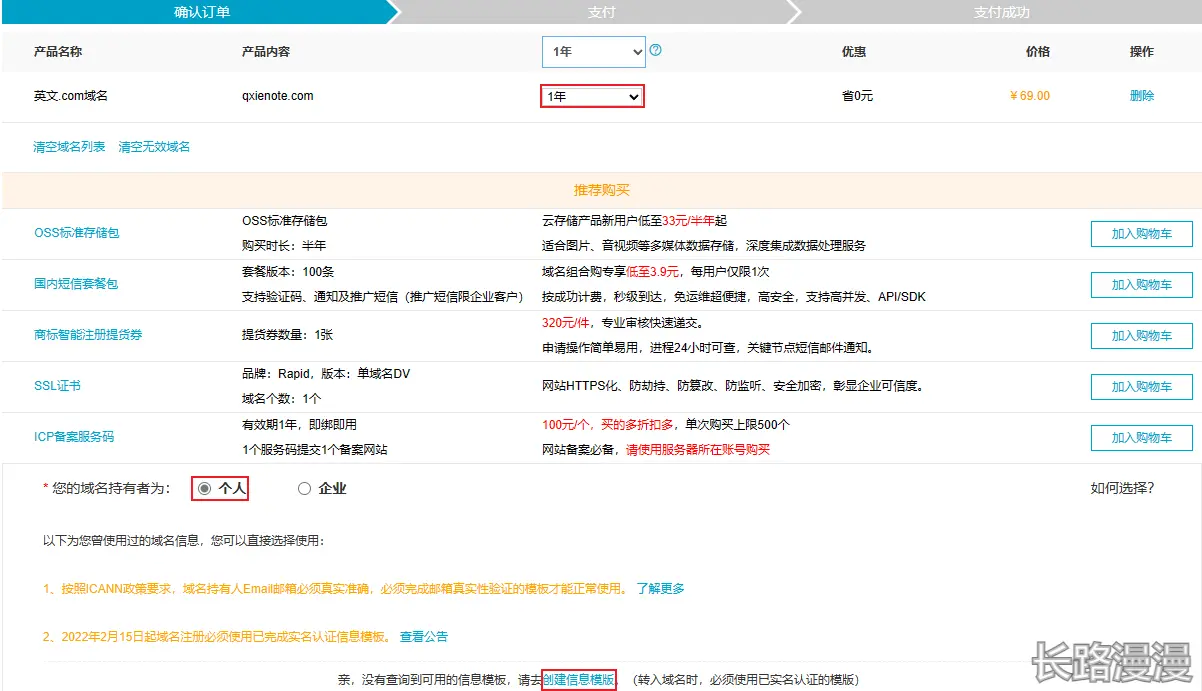 确认订单 支付 支付成功
产品名称 产品内容 1年 优惠 价格 操作
英文.com域名 qxienote.com 1年 省0元 ¥69.00 删除
清空域名列表 清空无效域名
推荐购买
OSS标准存储包 OSS标准存储包 云存储产品新用户低至33元/半年起 加入购物车
购买时长：半年 适合图片、音视频等多媒体数据存储，深度集成数据处理服务
国内短信套餐包 套餐版本：100条 域名组合购专享低至3.9元，每用户仅限1次 加入购物车
支持验证码、通知及推广短信（推广短信限企业客户） 按成功计费，秒级到达，免运维超便捷，高安全，支持高并发、API/SDK
商标智能注册提货券 提货券数量：1张 320元/件，专业审核快速递交。 加入购物车
申请操作简单易用，进程24小时可查，关键节点短信邮件通知。
SSL证书 品牌：Rapid，版本：单域名DV 网站HTTPS化、防劫持、防篡改、防监听、安全加密，彰显企业可信度。 加入购物车
域名个数：1个
ICP备案服务码 有效期1年，即绑即用 100元/个，买的多折扣多，单次购买上限500个 加入购物车
1个服务码提交1个备案网站 网站备案必备，请使用服务器所在账号购买
* 您的域名持有者为： 个人 企业 如何选择？
以下为您曾使用过的域名信息，您可以直接选择使用：
1、按照ICANN政策要求，域名持有人Email邮箱必须真实准确，必须完成邮箱真实性验证的模板才能正常使用。 了解更多
2、2022年2月15日起域名注册必须使用已完成实名认证信息模板。 查看公告
亲，没有查询到可用的信息模板，请去创建信息模版。（转入域名时，必须使用已实名认证的模版）
长路漫漫